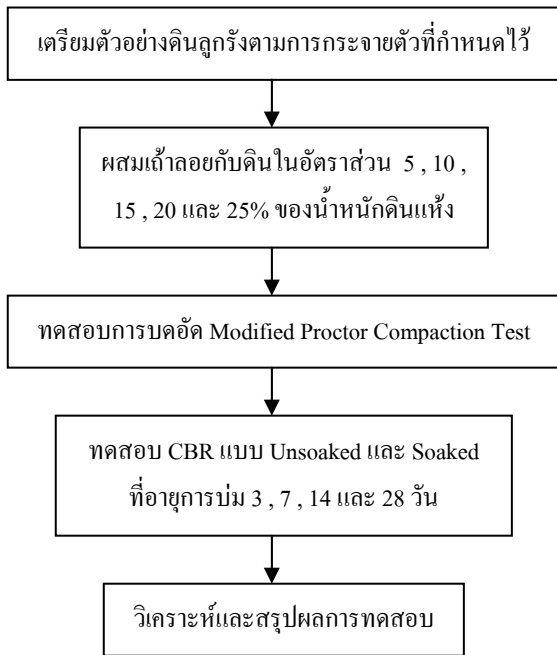 เตรียมตัวอย่างดินลูกรังตามการกระจายตัวที่กำหนดไว้
ผสมเถ้าลอยกับดินในอัตราส่วน 5 , 10 ,
15 , 20 และ 25% ของน้ำหนักดินแห้ง
ทดสอบการบดอัด Modified Proctor Compaction Test
ทดสอบ CBR แบบ Unsoaked และ Soaked
ที่อายุการบ่ม 3 , 7 , 14 และ 28 วัน
วิเคราะห์และสรุปผลการทดสอบ